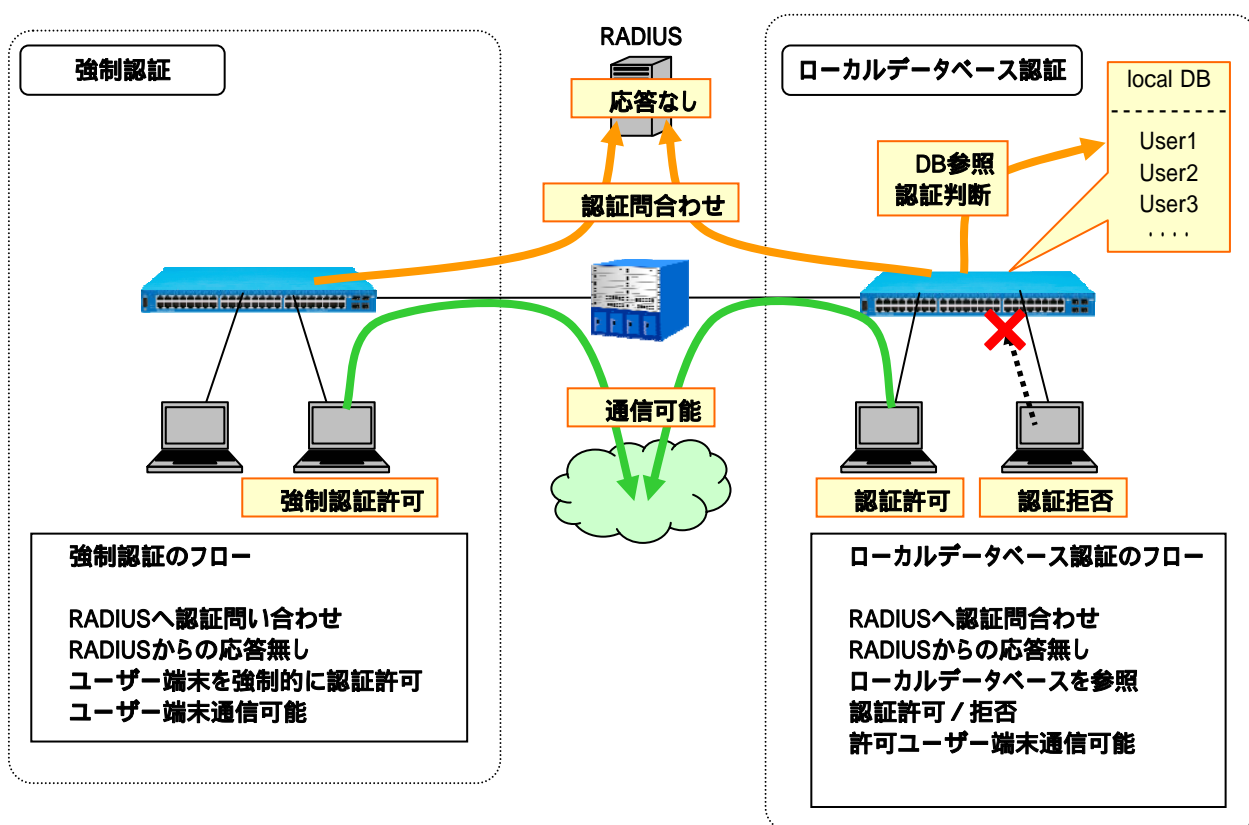 強制認証
RADIUS
応答なし
認証問合わせ
ローカルデータベース認証
local DB
User1
User2
User3
‥‥
DB参照
認証判断
通信可能
強制認証許可
認証許可
認証拒否
強制認証のフロー
RADIUSへ認証問い合わせ
RADIUSからの応答無し
ユーザー端末を強制的に認証許可
ユーザー端末通信可能
ローカルデータベース認証のフロー
RADIUSへ認証問合わせ
RADIUSからの応答無し
ローカルデータベースを参照
認証許可/拒否
許可ユーザー端末通信可能